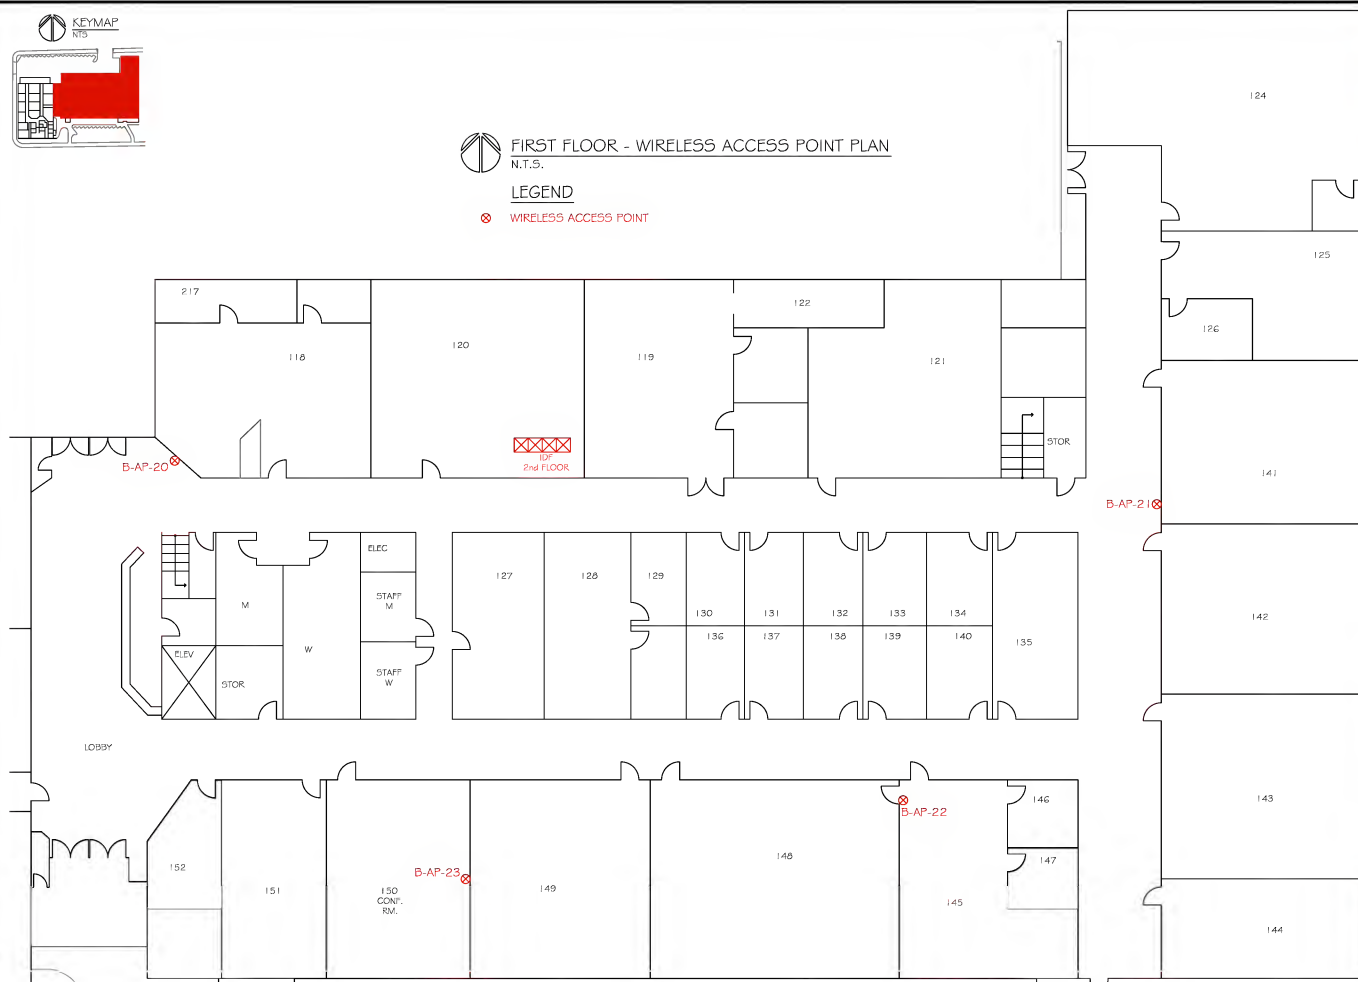 KEYMAP
NTS
FIRST FLOOR - WIRELESS ACCESS POINT PLAN
N.T.S.
LEGEND
WIRELESS ACCESS POINT
124
125
126
217
118
120
119
122
121
STOR
IDF
2nd FLOOR
B-AP-20
B-AP-21
141
ELEC
STAFF
M
STAFF
W
M
W
ELEV
STOR
127
128
129
130
131
132
133
134
135
136
137
138
139
140
142
LOBBY
143
146
B-AP-22
147
148
B-AP-23
152
151
150
CONF.
RM.
149
145
144